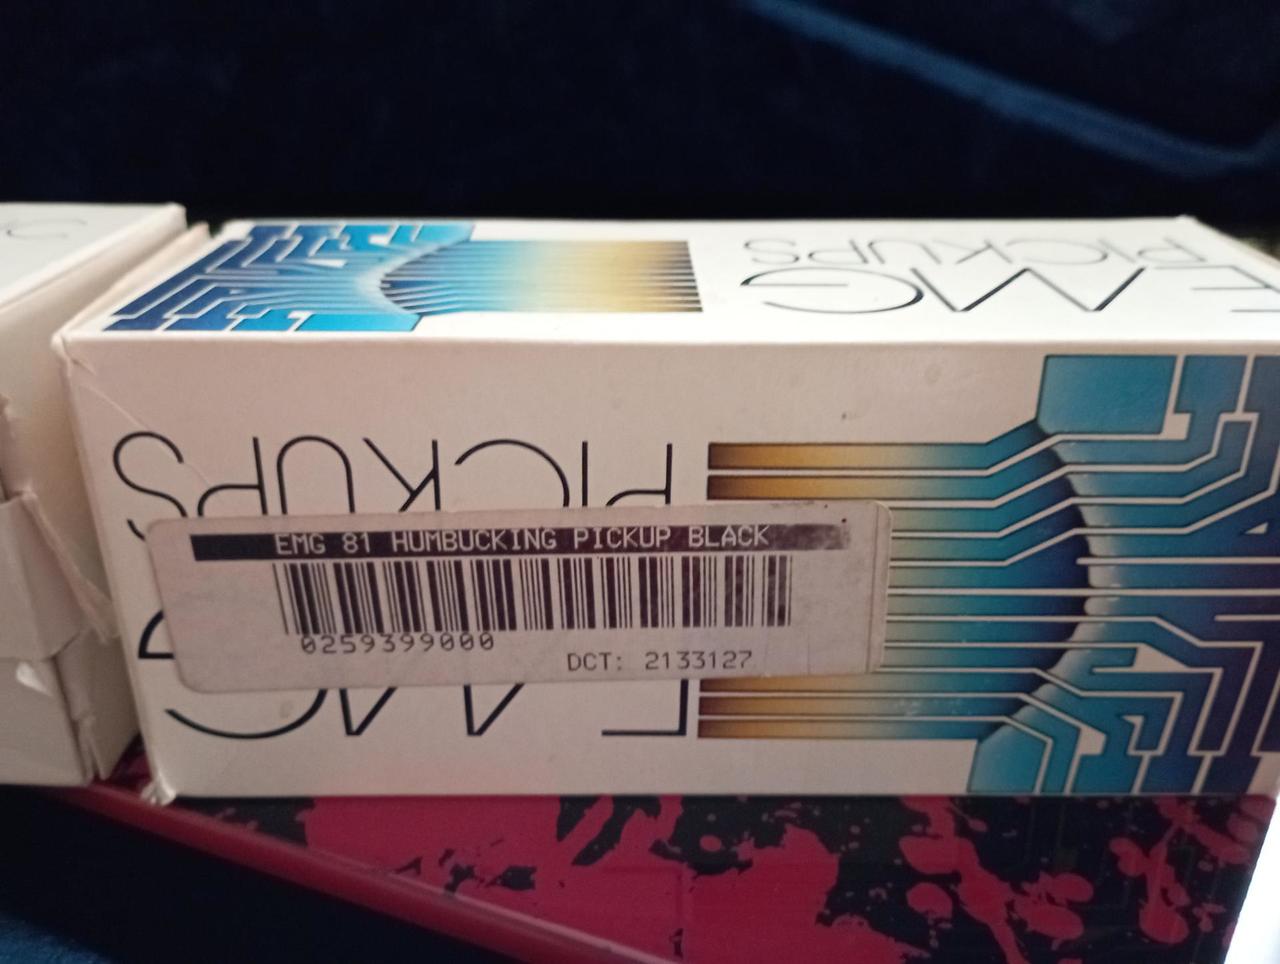 EMG
PICKUPS
PICKUPS
EMG
EMG 81 HUMBUCKING PICKUP BLACK
0259399000
DCT: 2133127